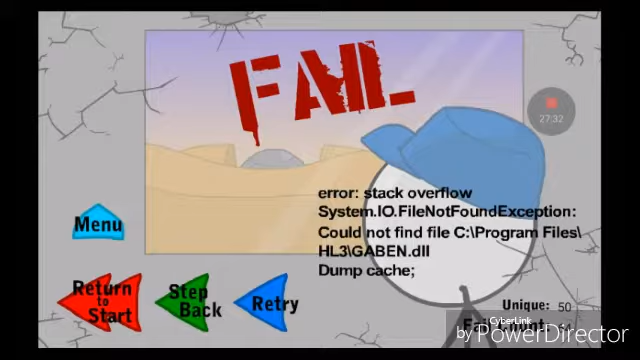 FAIL
27:32
error: stack overflow
System.IO.FileNotFoundException:
Could not find file C:\Program Files\
HL3\GABEN.dll
Dump cache;
Menu
Return
to
Start
Step
Back
Retry
Unique: 50
CyberLink
by PowerDirector